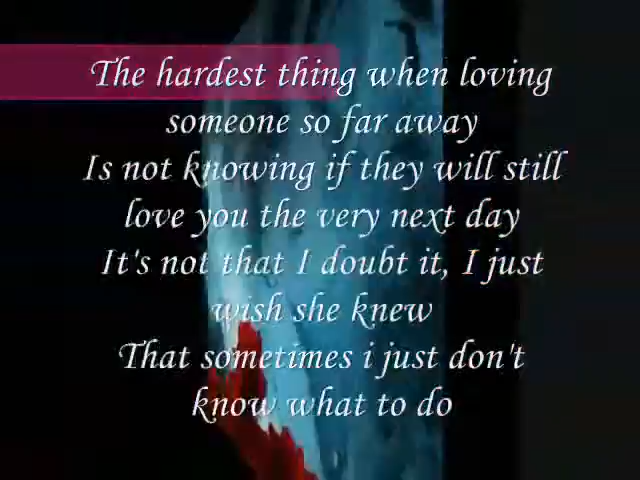 The hardest thing when loving
someone so far away
Is not knowing if they will still
love you the very next day
It's not that I doubt it, I just
wish she knew
That sometimes i just don't
know what to do